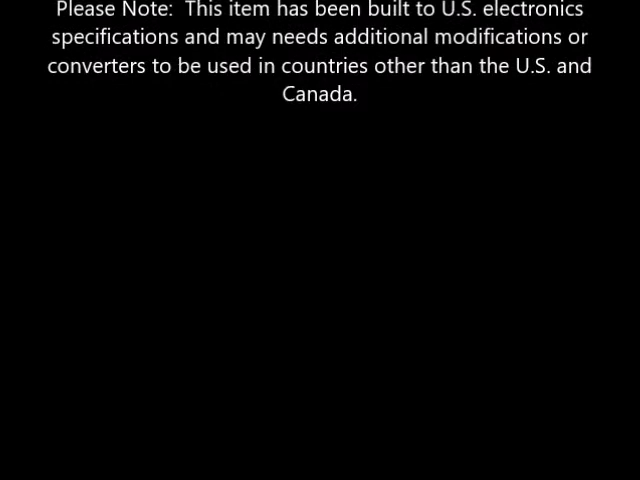 Please Note:  This item has been built to U.S. electronics
specifications and may needs additional modifications or
converters to be used in countries other than the U.S. and
Canada.